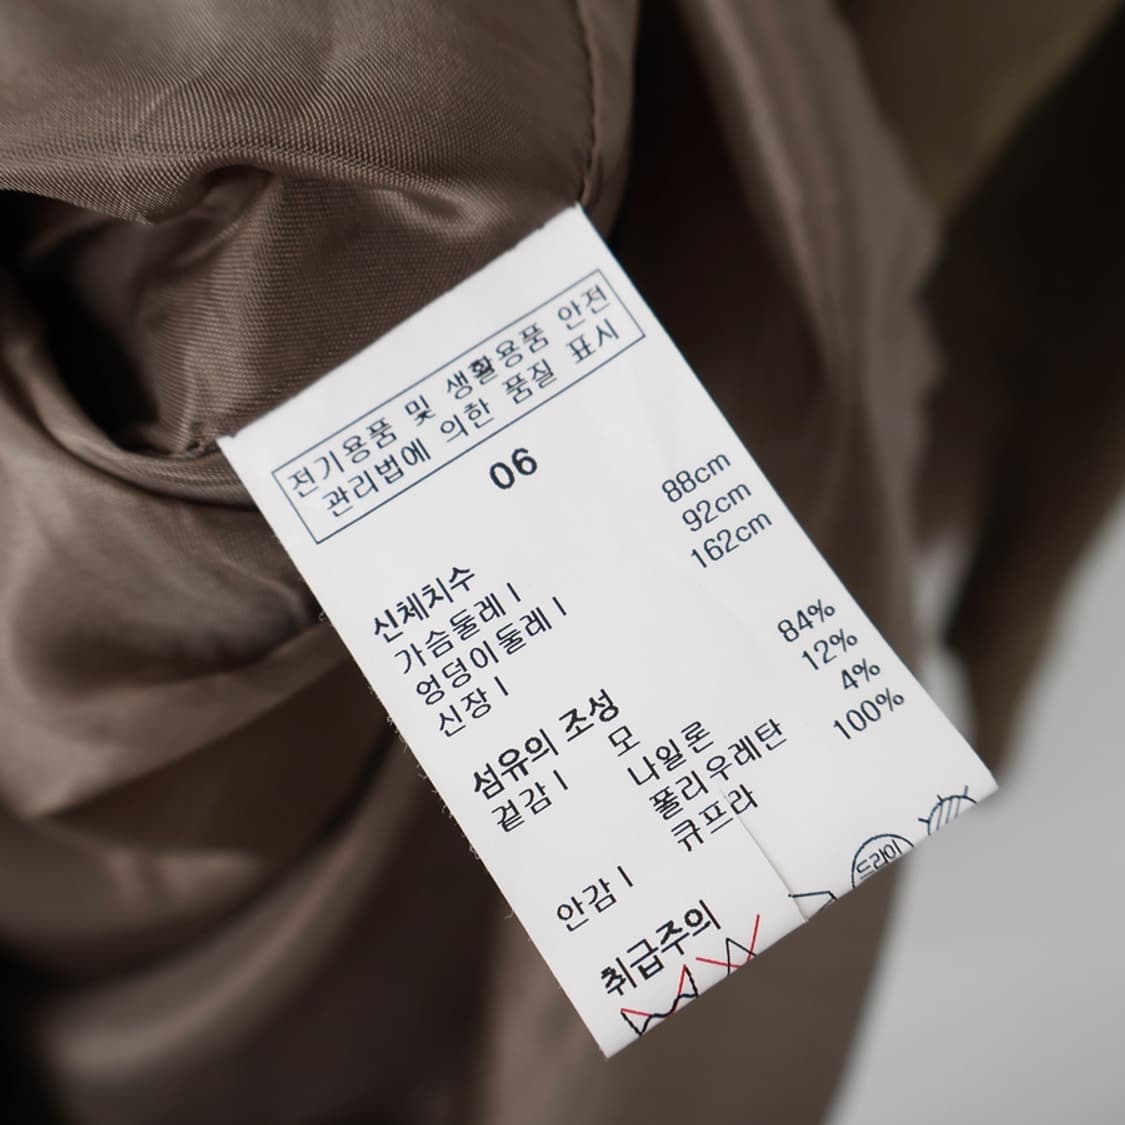 전기용품 및 생활용품 안전
관리법에 의한 품질 표시
06
신체치수
가슴둘레 | 88cm
엉덩이둘레 | 92cm
신장 | 162cm
섬유의 조성
겉감 | 모 84%
나일론 12%
폴리우레탄 4%
안감 | 큐프라 100%
취급주의
드라이